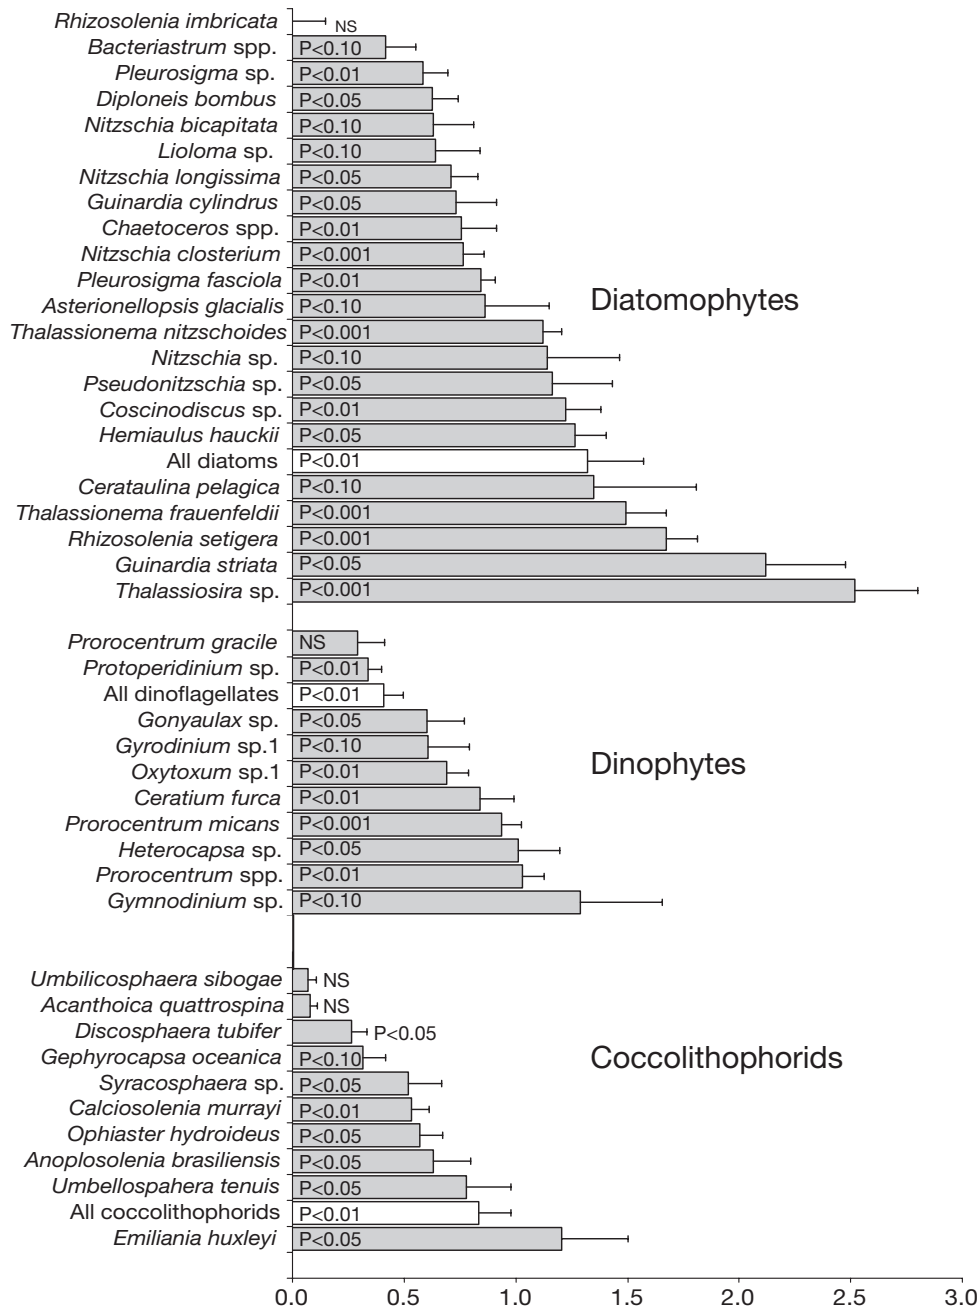 Rhizosolenia imbricata NS
Bacteriastrum spp. P<0.10
Pleurosigma sp. P<0.01
Diploneis bombus P<0.05
Nitzschia bicapitata P<0.10
Lioloma sp. P<0.10
Nitzschia longissima P<0.05
Guinardia cylindrus P<0.05
Chaetoceros spp. P<0.01
Nitzschia closterium P<0.001
Pleurosigma fasciola P<0.01
Diatomophytes
Asterionellopsis glacialis P<0.10
Thalassionema nitzschoides P<0.001
Nitzschia sp. P<0.10
Pseudonitzschia sp. P<0.05
Coscinodiscus sp. P<0.01
Hemiaulus hauckii P<0.05
All diatoms P<0.01
Cerataulina pelagica P<0.10
Thalassionema frauenfeldii P<0.001
Rhizosolenia setigera P<0.001
Guinardia striata P<0.05
Thalassiosira sp. P<0.001
Prorocentrum gracile NS
Protoperidinium sp. P<0.01
All dinoflagellates P<0.01
Gonyaulax sp. P<0.05
Gyrodinium sp.1 P<0.10
Dinophytes
Oxytoxum sp.1 P<0.01
Ceratium furca P<0.01
Prorocentrum micans P<0.001
Heterocapsa sp. P<0.05
Prorocentrum spp. P<0.01
Gymnodinium sp. P<0.10
Umbilicosphaera sibogae NS
Acanthoica quattrospina NS
Discosphaera tubifer P<0.05
Gephyrocapsa oceanica P<0.10
Coccolithophorids
Syracosphaera sp. P<0.05
Calciosolenia murrayi P<0.01
Ophiaster hydroideus P<0.05
Anoplosolenia brasiliensis P<0.05
Umbellospahera tenuis P<0.05
All coccolithophorids P<0.01
Emiliania huxleyi P<0.05
0.0 0.5 1.0 1.5 2.0 2.5 3.0